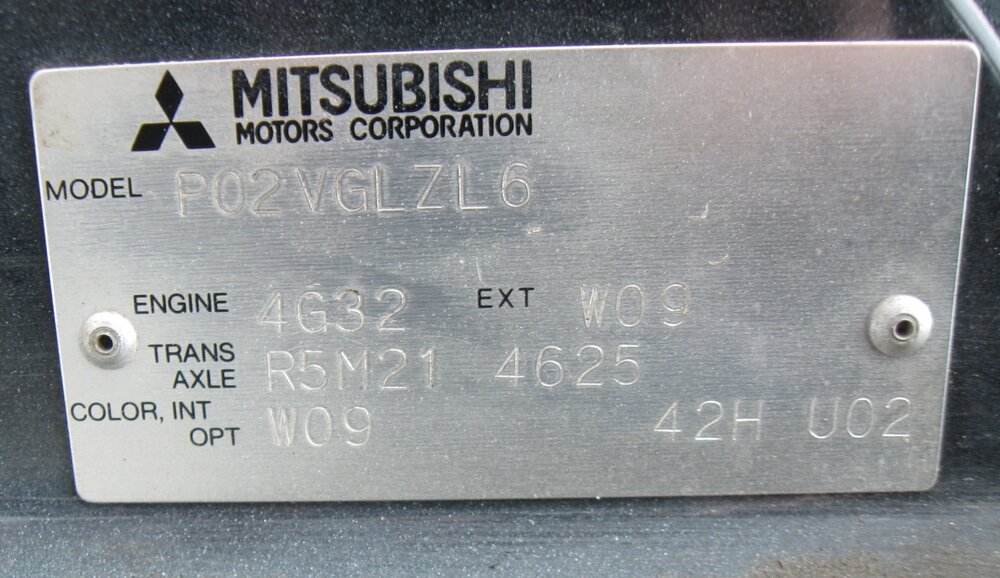 MITSUBISHI
MOTORS CORPORATION
MODEL P02VGLZL6
ENGINE 4G32 EXT W09
TRANS AXLE R5M21 4625
COLOR, INT OPT W09 42H U02